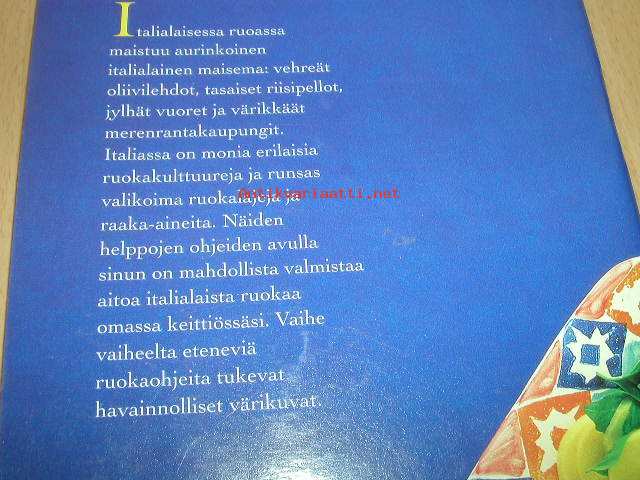 Italialaisessa ruoassa
maistuu aurinkoinen
italialainen maisema: vehreät
oliivilehdot, tasaiset riisipellot,
jylhät vuoret ja värikkäät
merenrantakaupungit.
Italiassa on monia erilaisia
ruokakulttuureja ja runsas
valikoima ruokalajeja ja
raaka-aineita. Näiden
helppojen ohjeiden avulla
sinun on mahdollista valmistaa
aitoa italialaista ruokaa
omassa keittiössäsi. Vaihe
vaiheelta eteneviä
ruokaohjeita tukevat
havainnolliset värikuvat.